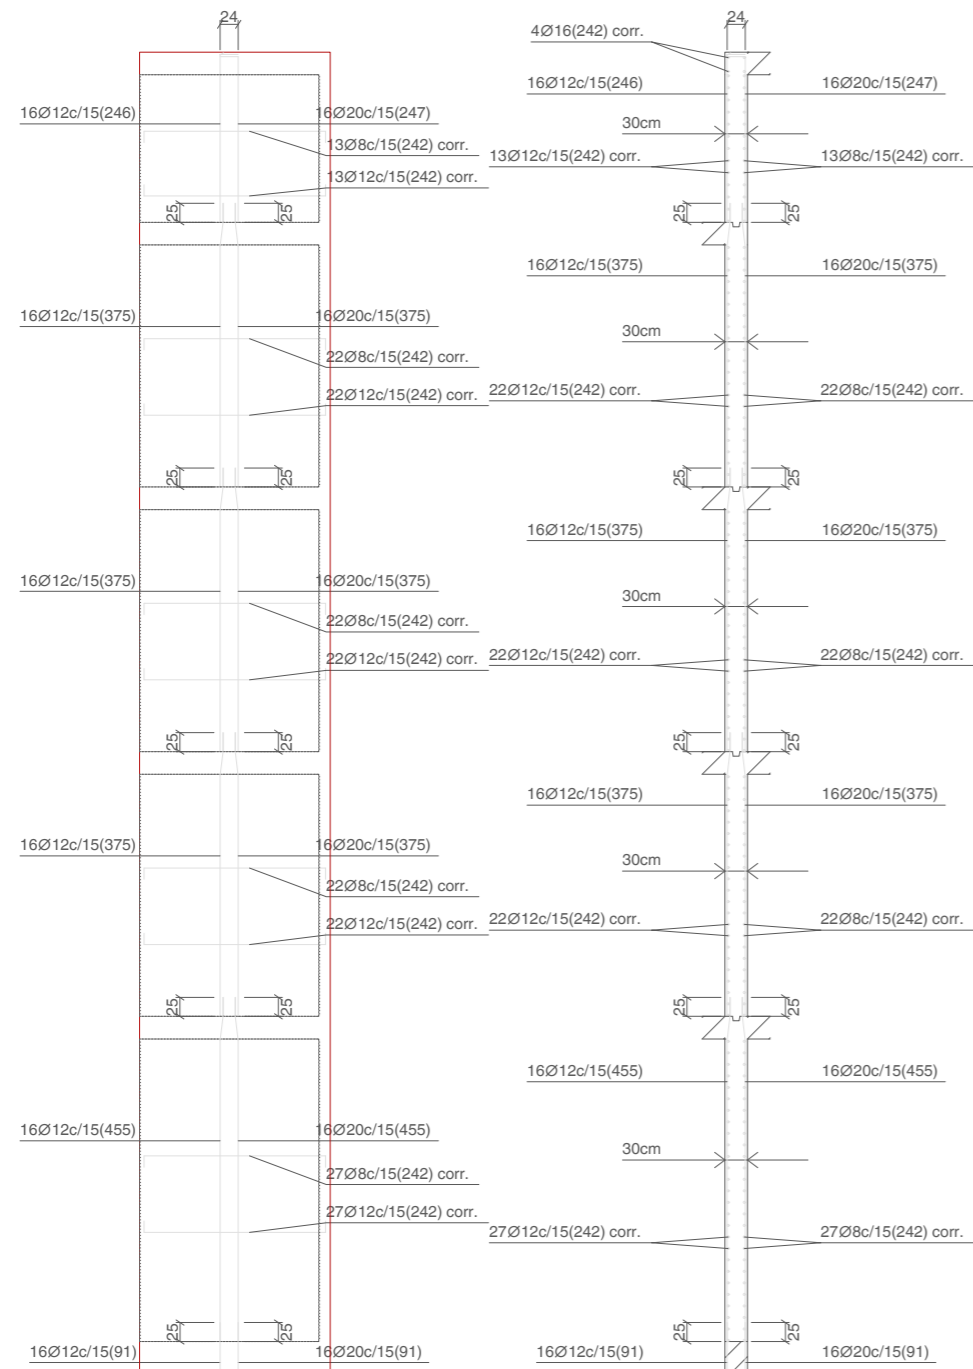 24
24
4Ø16(242) corr.
16Ø12c/15(246)
16Ø20c/15(247)
16Ø12c/15(246)
16Ø20c/15(247)
30cm
13Ø8c/15(242) corr.
13Ø12c/15(242) corr.
13Ø8c/15(242) corr.
13Ø12c/15(242) corr.
25
25
25
25
16Ø12c/15(375)
16Ø20c/15(375)
16Ø12c/15(375)
16Ø20c/15(375)
30cm
22Ø8c/15(242) corr.
22Ø12c/15(242) corr.
22Ø12c/15(242) corr.
22Ø8c/15(242) corr.
25
25
25
25
16Ø12c/15(375)
16Ø20c/15(375)
16Ø12c/15(375)
16Ø20c/15(375)
30cm
22Ø8c/15(242) corr.
22Ø12c/15(242) corr.
22Ø12c/15(242) corr.
22Ø8c/15(242) corr.
25
25
25
25
16Ø12c/15(375)
16Ø20c/15(375)
16Ø12c/15(375)
16Ø20c/15(375)
30cm
22Ø8c/15(242) corr.
22Ø12c/15(242) corr.
22Ø12c/15(242) corr.
22Ø8c/15(242) corr.
25
25
25
25
16Ø12c/15(455)
16Ø20c/15(455)
16Ø12c/15(455)
16Ø20c/15(455)
30cm
27Ø8c/15(242) corr.
27Ø12c/15(242) corr.
27Ø12c/15(242) corr.
27Ø8c/15(242) corr.
25
25
25
25
16Ø12c/15(91)
16Ø20c/15(91)
16Ø12c/15(91)
16Ø20c/15(91)